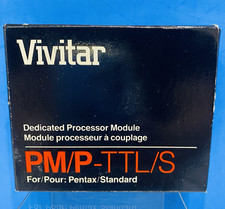 Vivitar
Dedicated Processor Module
Module processeur à couplage
PM/P-TTL/S
For/Pour: Pentax/Standard